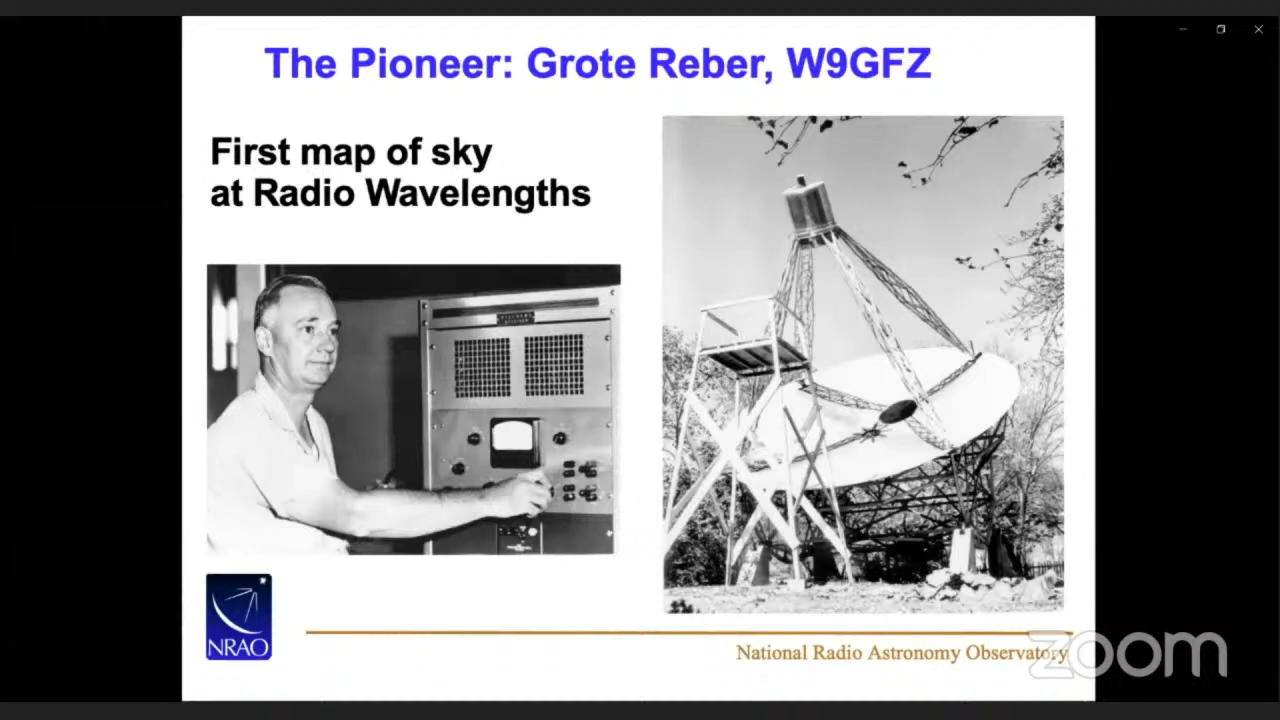 The Pioneer: Grote Reber, W9GFZ
First map of sky
at Radio Wavelengths
NRAO
National Radio Astronomy Observatory
zoom